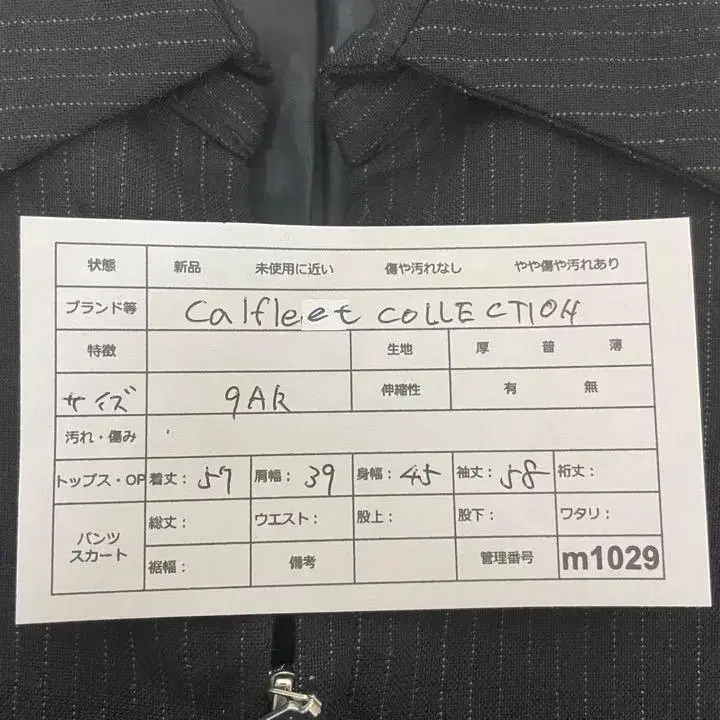 状態 新品 未使用に近い 傷や汚れなし やや傷や汚れあり
ブランド等 Calfleet COLLECTION
特徴 生地 厚 普 薄
サイズ 9AR 伸縮性 有 無
汚れ・傷み
トップス・OP 着丈：57 肩幅：39 身幅：45 袖丈：58 裄丈：
パンツ スカート 総丈： ウエスト： 股上： 股下： ワタリ：
裾幅： 備考 管理番号 m1029